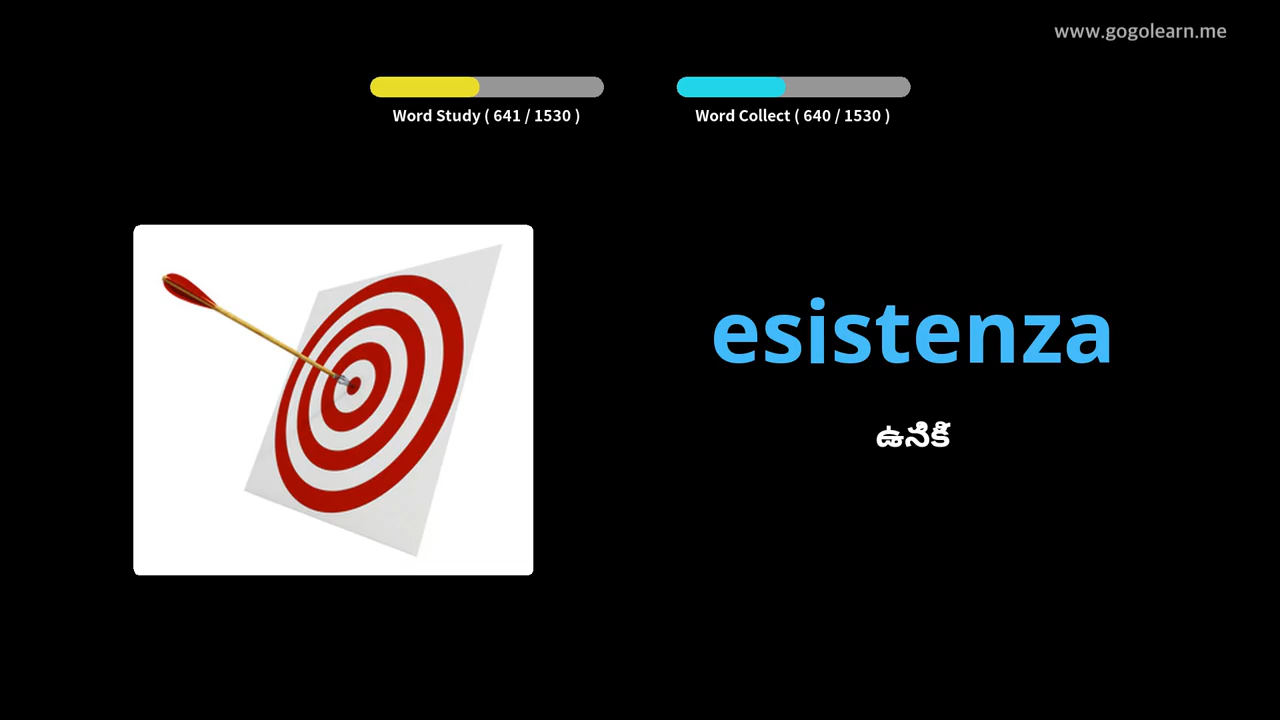 www.gogolearn.me
Word Study ( 641 / 1530 )
Word Collect ( 640 / 1530 )
esistenza
ఉనికి